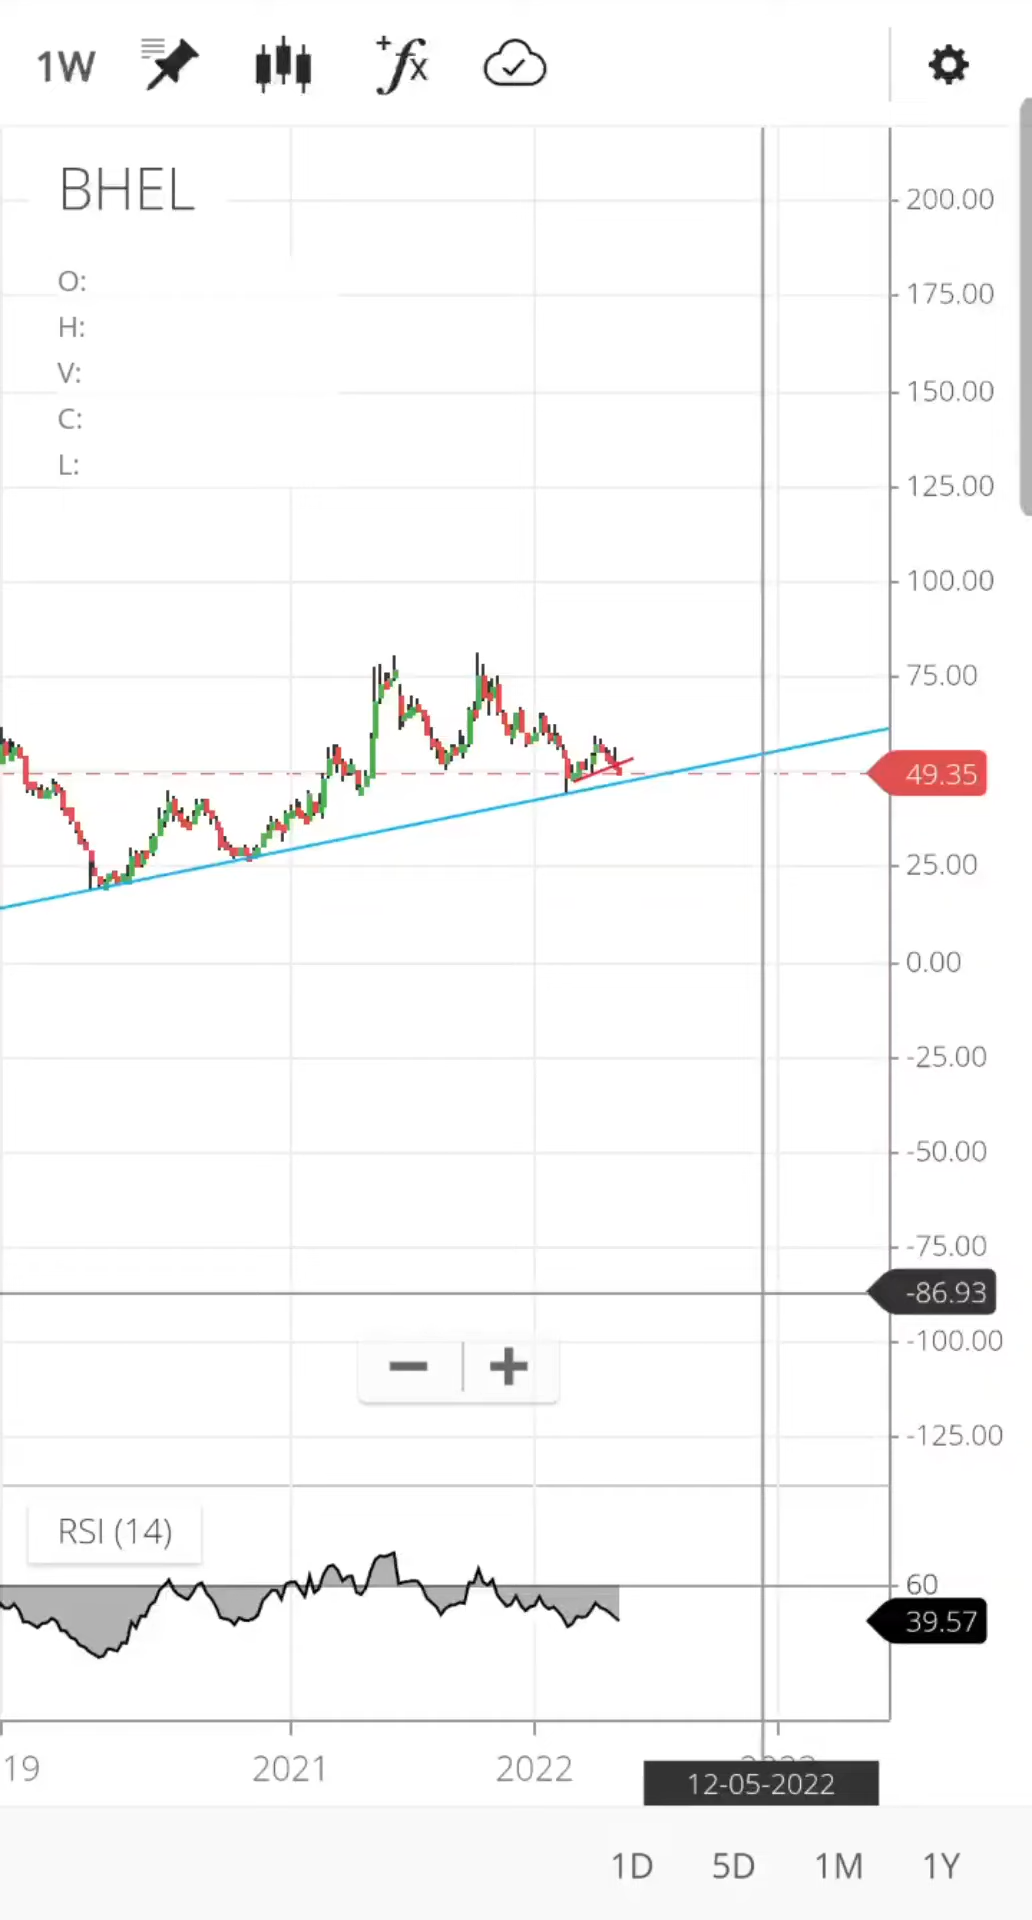 1W fx
BHEL
O:
H:
V:
C:
L:
200.00
175.00
150.00
125.00
100.00
75.00
49.35
25.00
0.00
-25.00
-50.00
-75.00
-86.93
-100.00
-125.00
RSI (14)
60
39.57
19 2021 2022
12-05-2022
1D 5D 1M 1Y